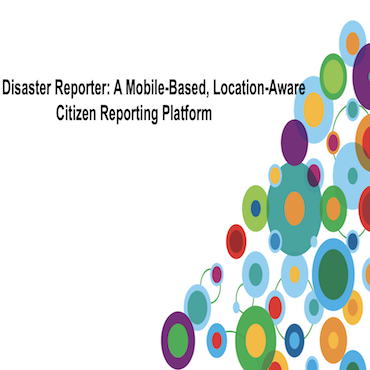 Disaster Reporter: A Mobile-Based, Location-Aware
Citizen Reporting Platform